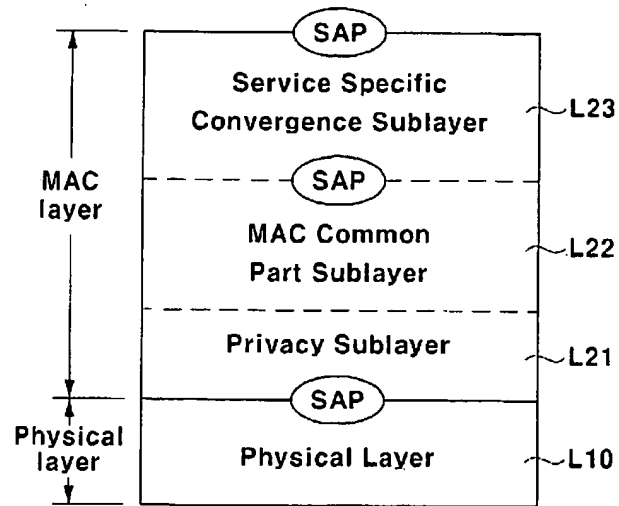 SAP
Service Specific
Convergence Sublayer
L23
SAP
MAC
layer
MAC Common
Part Sublayer
L22
Privacy Sublayer
L21
SAP
Physical
layer
Physical Layer
L10